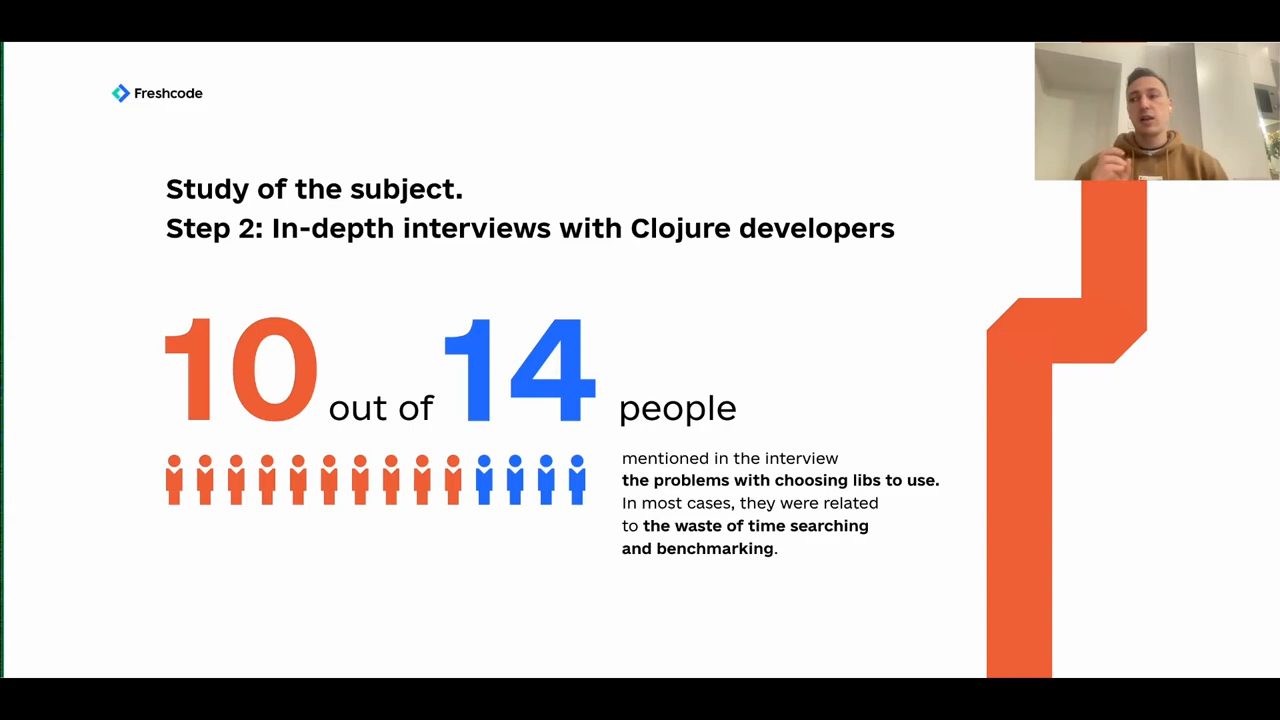 Freshcode
Study of the subject.
Step 2: In-depth interviews with Clojure developers
10 out of 14 people
mentioned in the interview
the problems with choosing libs to use.
In most cases, they were related
to the waste of time searching
and benchmarking.